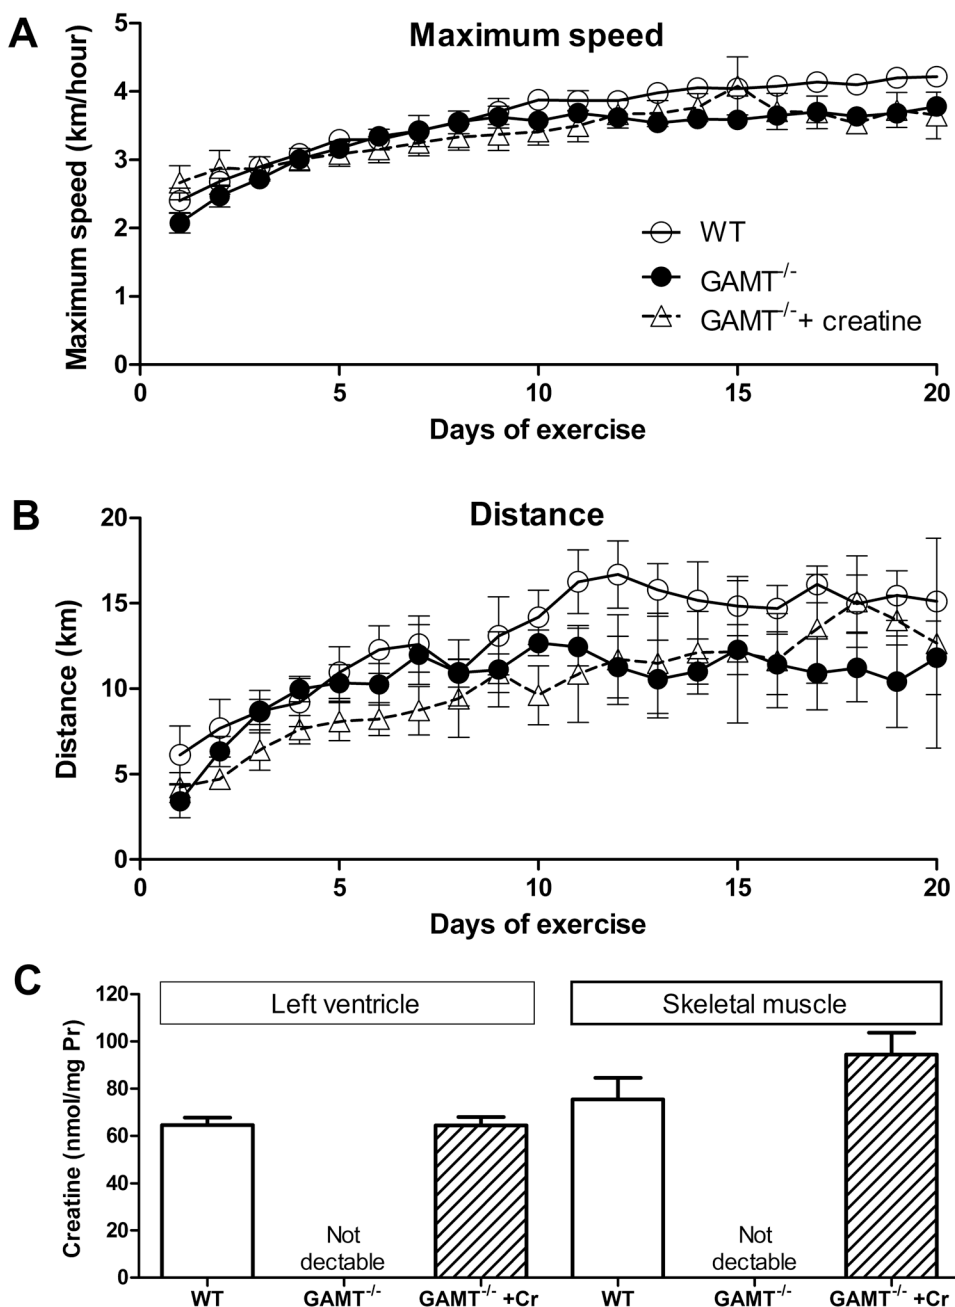 A
Maximum speed
5
4
3
2
1
0
Maximum speed (km/hour)
WT
GAMT-/-
GAMT-/-+ creatine
0 5 10 15 20
Days of exercise
B
Distance
20
15
10
5
0
Distance (km)
0 5 10 15 20
Days of exercise
C
120
100
80
60
40
20
0
Creatine (nmol/mg Pr)
Left ventricle
Skeletal muscle
Not
dectable
Not
dectable
WT GAMT-/- GAMT-/- +Cr WT GAMT-/- GAMT-/- +Cr